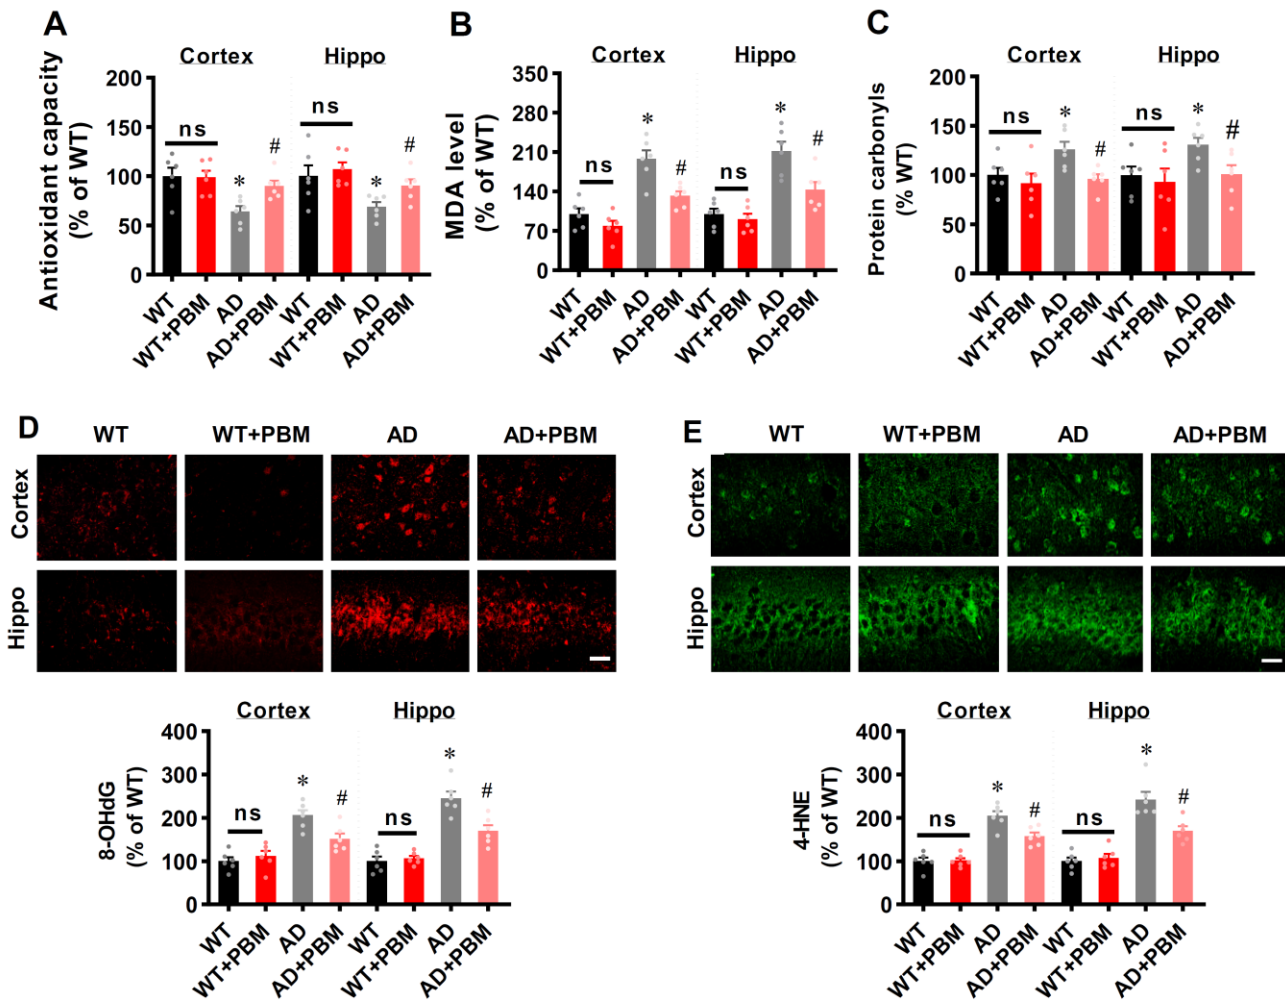 A
Antioxidant capacity
(% of WT)
Cortex
Hippo
200
150
100
50
0
ns
*
#
ns
*
#
WT
WT+PBM
AD
AD+PBM
WT
WT+PBM
AD
AD+PBM
B
MDA level
(% of WT)
Cortex
Hippo
350
280
210
140
70
0
ns
*
#
ns
*
#
WT
WT+PBM
AD
AD+PBM
WT
WT+PBM
AD
AD+PBM
C
Protein carbonyls
(% WT)
Cortex
Hippo
200
150
100
50
0
ns
*
#
ns
*
#
WT
WT+PBM
AD
AD+PBM
WT
WT+PBM
AD
AD+PBM
D
WT
WT+PBM
AD
AD+PBM
Cortex
Hippo
8-OHdG
(% of WT)
Cortex
Hippo
400
300
200
100
0
ns
*
#
ns
*
#
WT
WT+PBM
AD
AD+PBM
WT
WT+PBM
AD
AD+PBM
E
WT
WT+PBM
AD
AD+PBM
Cortex
Hippo
4-HNE
(% of WT)
Cortex
Hippo
400
300
200
100
0
ns
*
#
ns
*
#
WT
WT+PBM
AD
AD+PBM
WT
WT+PBM
AD
AD+PBM